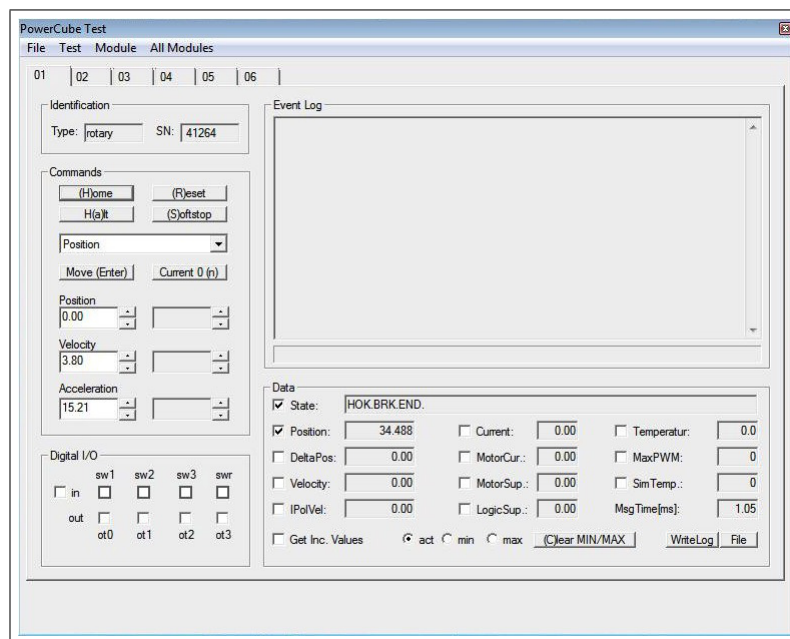 PowerCube Test
File Test Module All Modules
01 02 03 04 05 06
Identification
Type: rotary SN: 41264
Commands
(H)ome (R)eset
H(a)lt (S)oftstop
Position
Move (Enter) Current 0 (n)
Position
0.00
Velocity
3.80
Acceleration
15.21
Digital I/O
sw1 sw2 sw3 swr
in
out
ot0 ot1 ot2 ot3
Event Log
Data
State: HOK.BRK.END.
Position: 34.488 Current: 0.00 Temperatur: 0.0
DeltaPos: 0.00 MotorCur.: 0.00 MaxPWM: 0
Velocity: 0.00 MotorSup.: 0.00 SimTemp.: 0
IPolVel: 0.00 LogicSup.: 0.00 MsgTime[ms]: 1.05
Get Inc. Values act min max (C)lear MIN/MAX WriteLog File